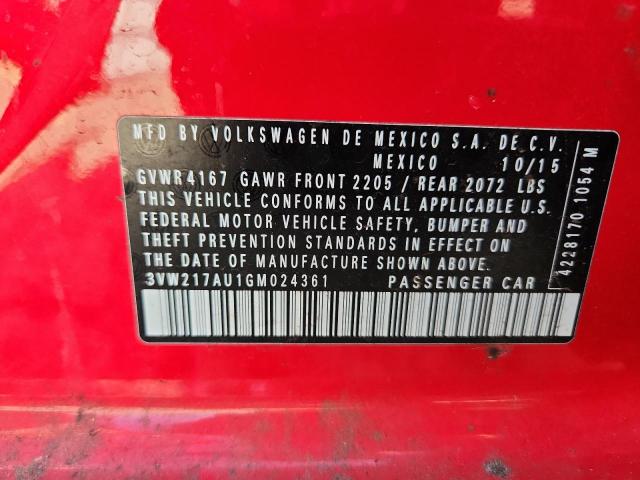 MFD BY VOLKSWAGEN DE MEXICO S.A. DE C.V.
MEXICO 10/15
GVWR 4167 GAWR FRONT 2205 / REAR 2072 LBS
THIS VEHICLE CONFORMS TO ALL APPLICABLE U.S.
FEDERAL MOTOR VEHICLE SAFETY, BUMPER AND
THEFT PREVENTION STANDARDS IN EFFECT ON
THE DATE OF MANUFACTURE SHOWN ABOVE.
3VW217AU1GM024361 PASSENGER CAR
4228170 1054 M